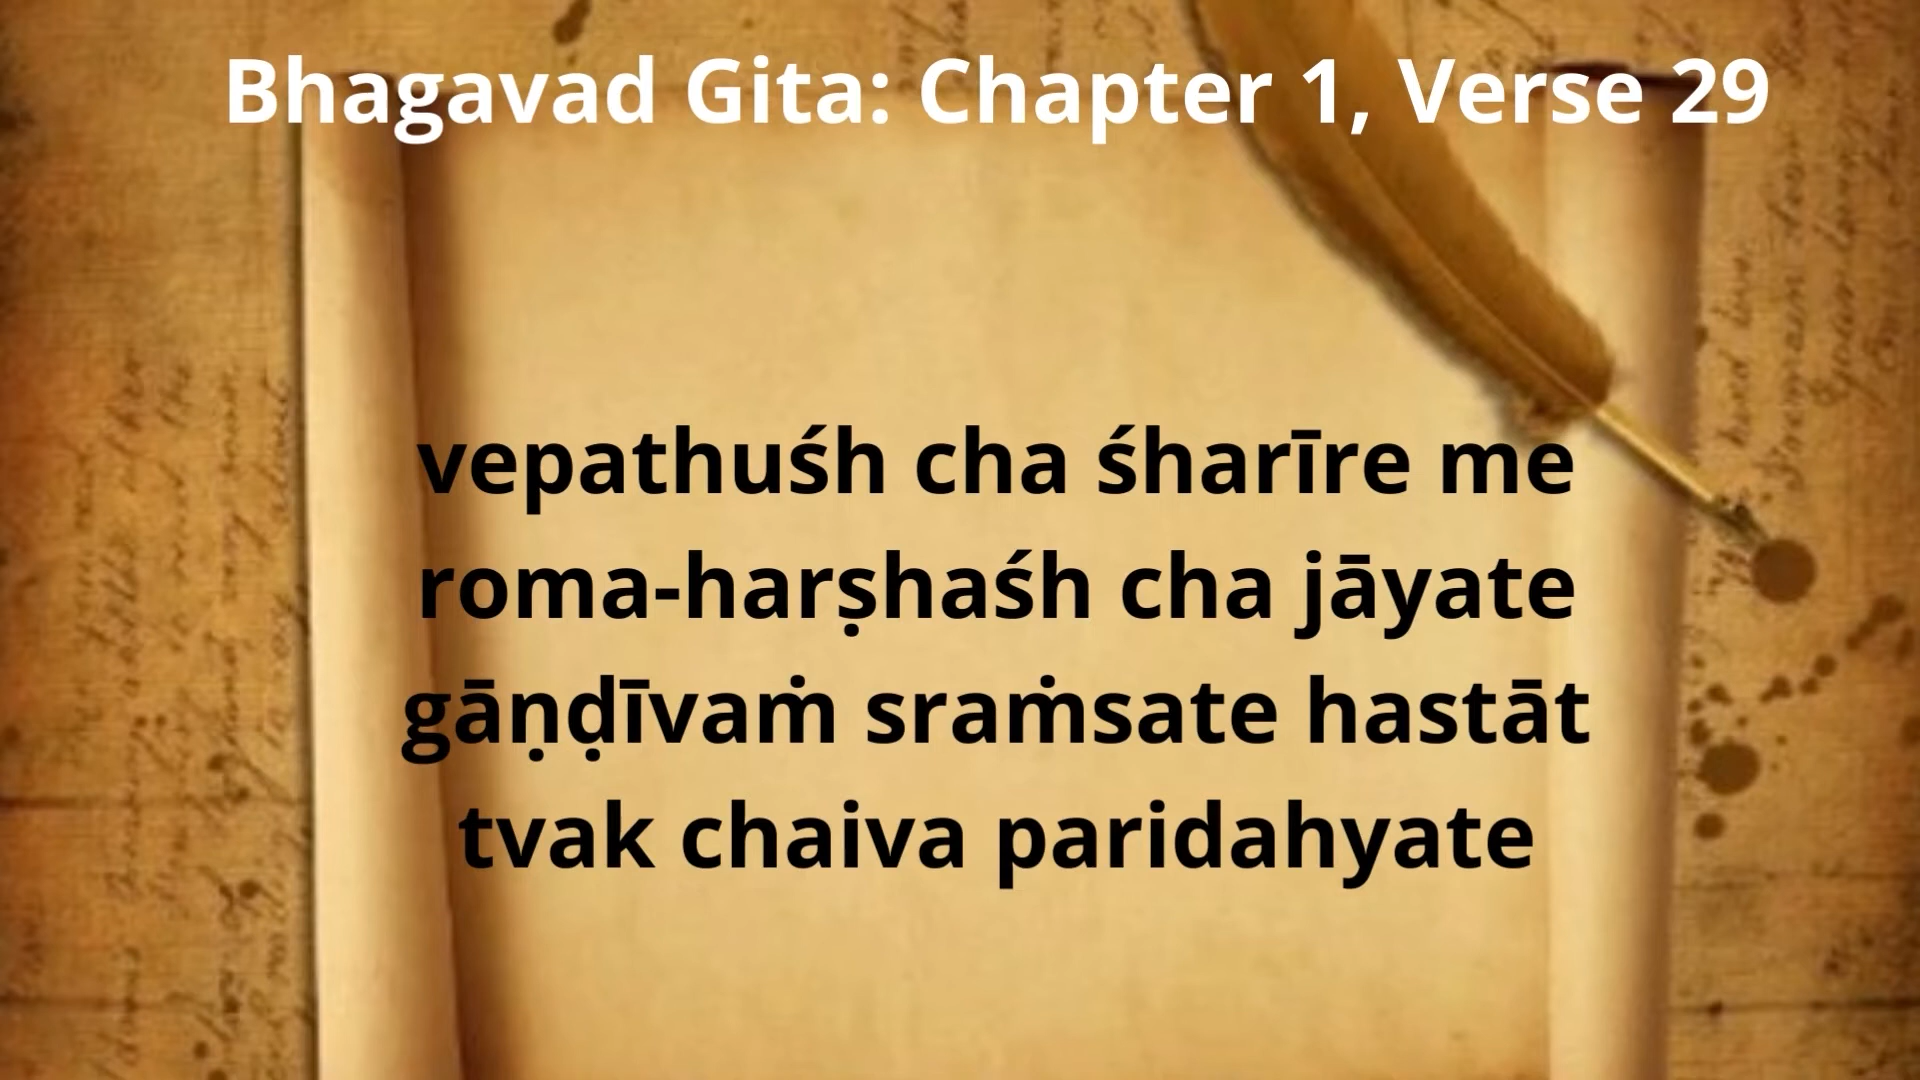 Bhagavad Gita: Chapter 1, Verse 29
vepathuśh cha śharīre me
roma-harṣhaśh cha jāyate
gāṇḍīvaṁ sraṁsate hastāt
tvak chaiva paridahyate